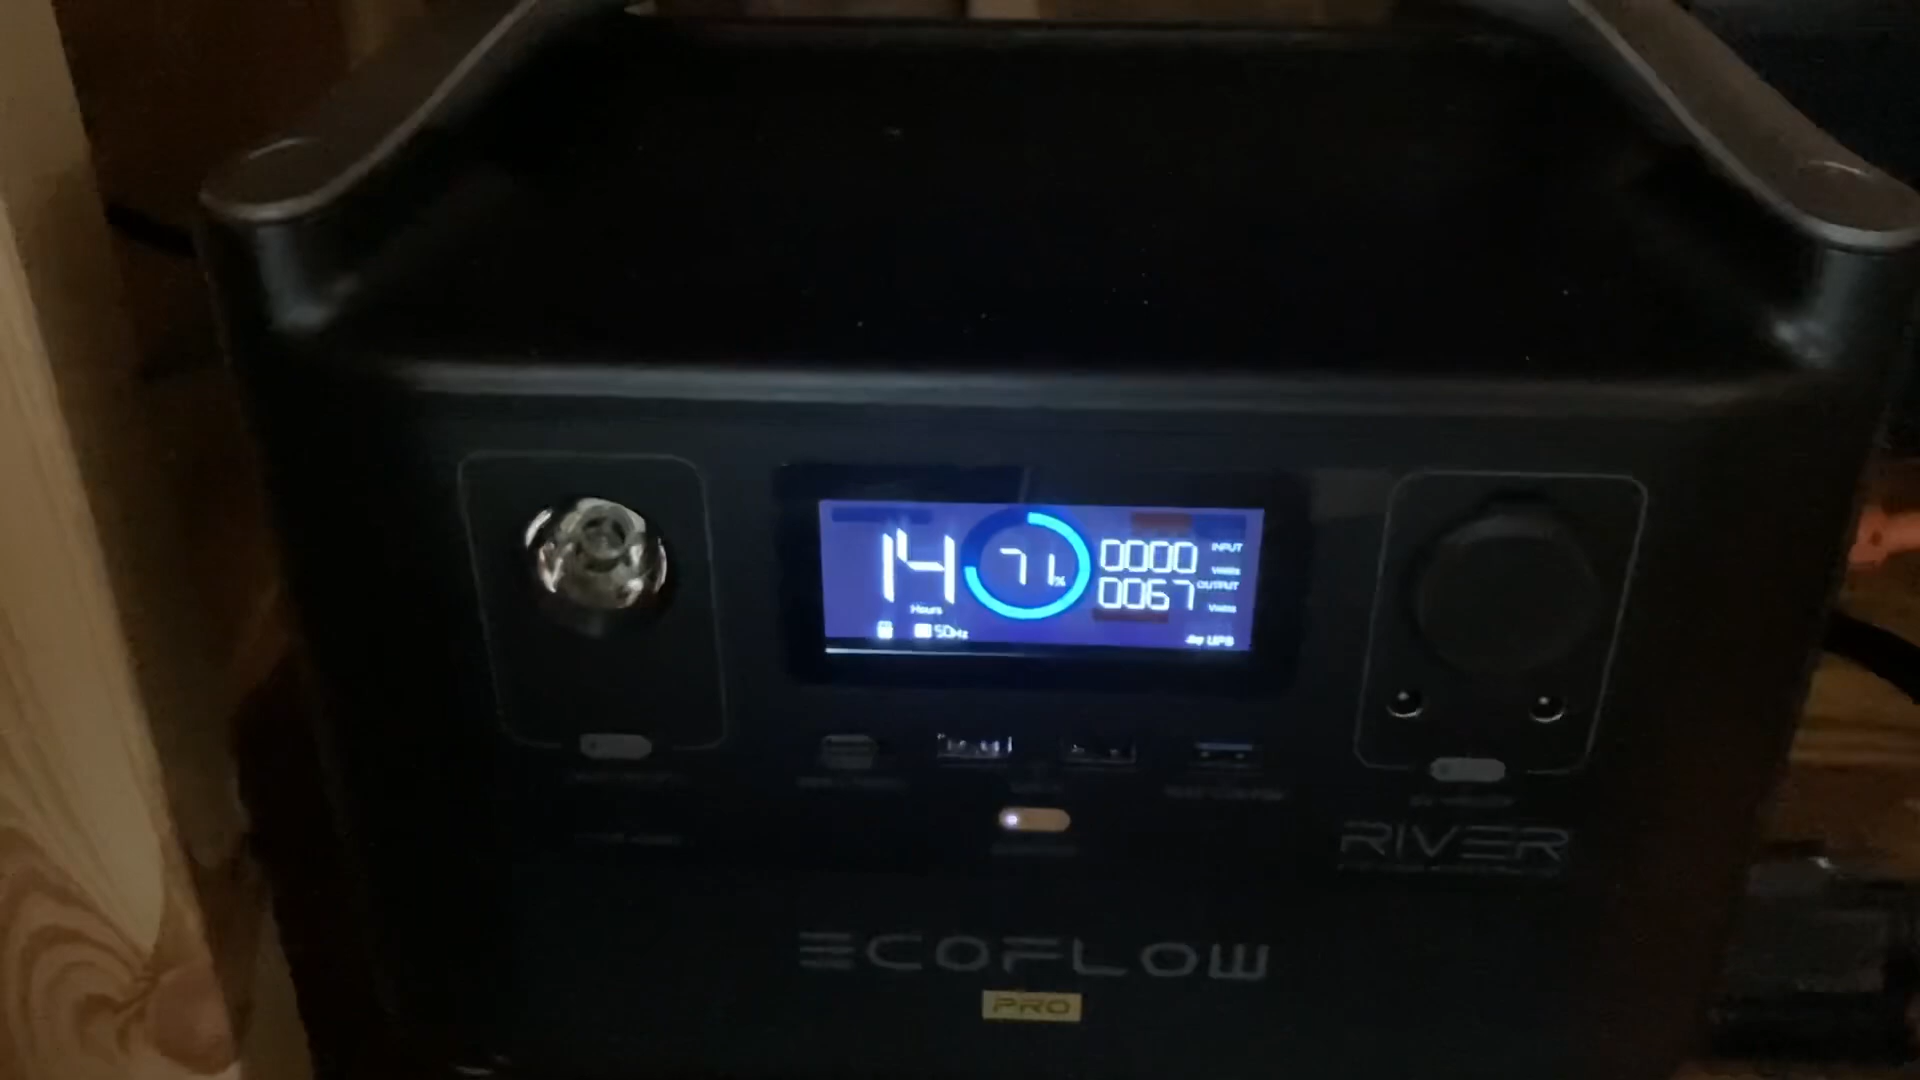 14
Hours
50Hz
71%
0000 INPUT
Watts
0067 OUTPUT
Watts
UPS
RIVER
ECOFLOW
PRO